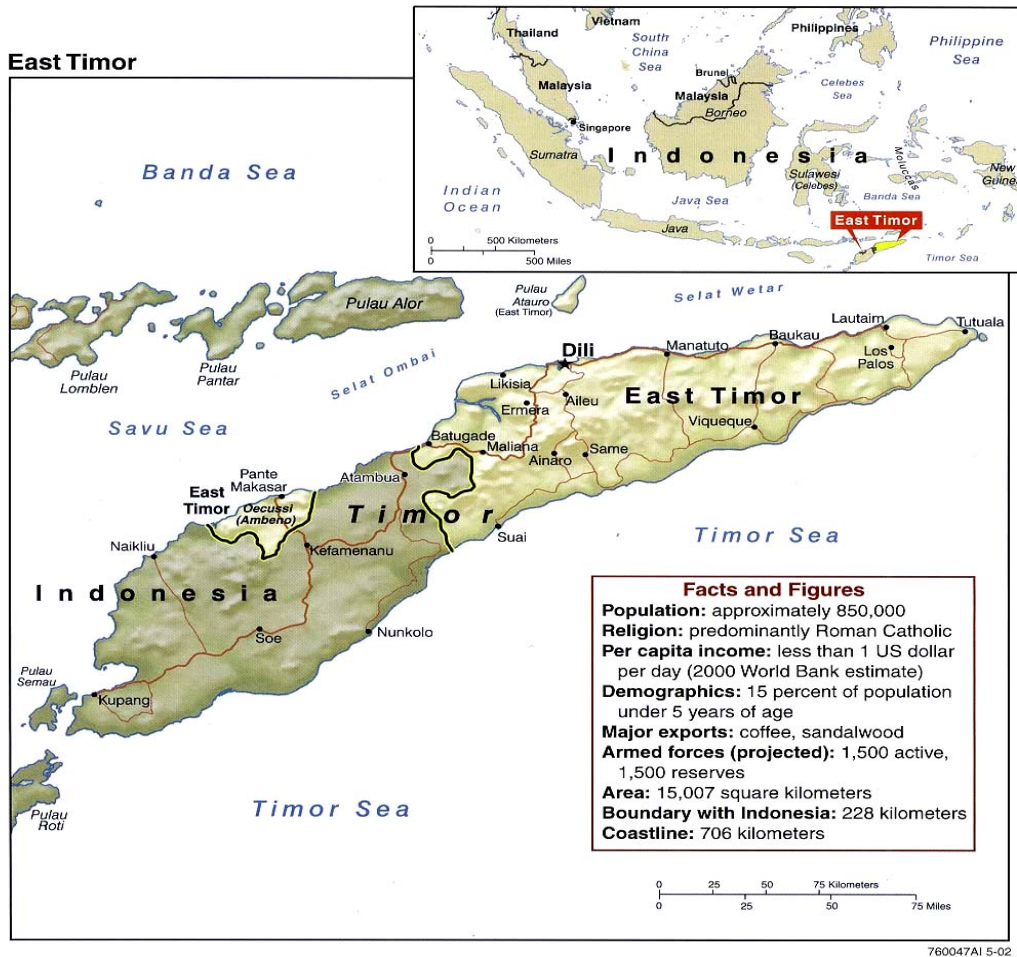 East Timor
Thailand
Vietnam
South
China
Sea
Philippines
Philippine
Sea
Malaysia
Brunei
Malaysia
Borneo
Celebes
Sea
Singapore
Sumatra
Indonesia
Sulawesi
(Celebes)
Moluccas
New
Guinea
Indian
Ocean
Java Sea
Banda Sea
Java
East Timor
Timor Sea
0 500 Kilometers
0 500 Miles
Banda Sea
Pulau Alor
Pulau
Atauro
(East Timor)
Selat Wetar
Pulau
Lomblen
Pulau
Pantar
Selat Ombai
Savu Sea
Lautaim
Tutuala
Baukau
Manatuto
Dili
Los
Palos
Likisia
Ermera
Aileu
East Timor
Viqueque
Batugade
Maliana
Ainaro
Same
Atambua
Pante
Makasar
East
Timor
Oecussi
(Ambeno)
Timor
Suai
Timor Sea
Naikliu
Kefamenanu
Indonesia
Soe
Nunkolo
Pulau
Semau
Kupang
Pulau
Roti
Timor Sea
Facts and Figures
Population: approximately 850,000
Religion: predominantly Roman Catholic
Per capita income: less than 1 US dollar
per day (2000 World Bank estimate)
Demographics: 15 percent of population
under 5 years of age
Major exports: coffee, sandalwood
Armed forces (projected): 1,500 active,
1,500 reserves
Area: 15,007 square kilometers
Boundary with Indonesia: 228 kilometers
Coastline: 706 kilometers
0 25 50 75 Kilometers
0 25 50 75 Miles
760047AI 5-02